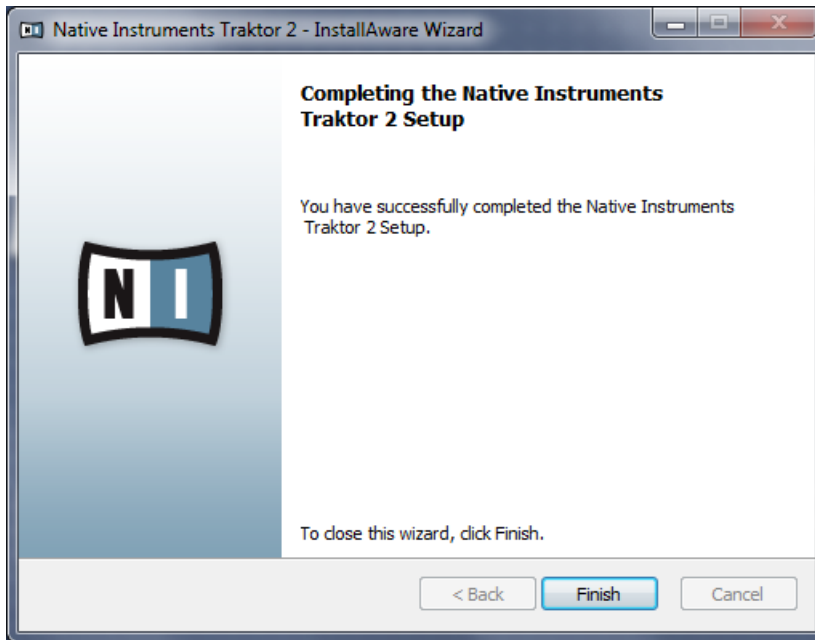 Native Instruments Traktor 2 - InstallAware Wizard
Completing the Native Instruments
Traktor 2 Setup
You have successfully completed the Native Instruments
Traktor 2 Setup.
N I
To close this wizard, click Finish.
< Back Finish Cancel